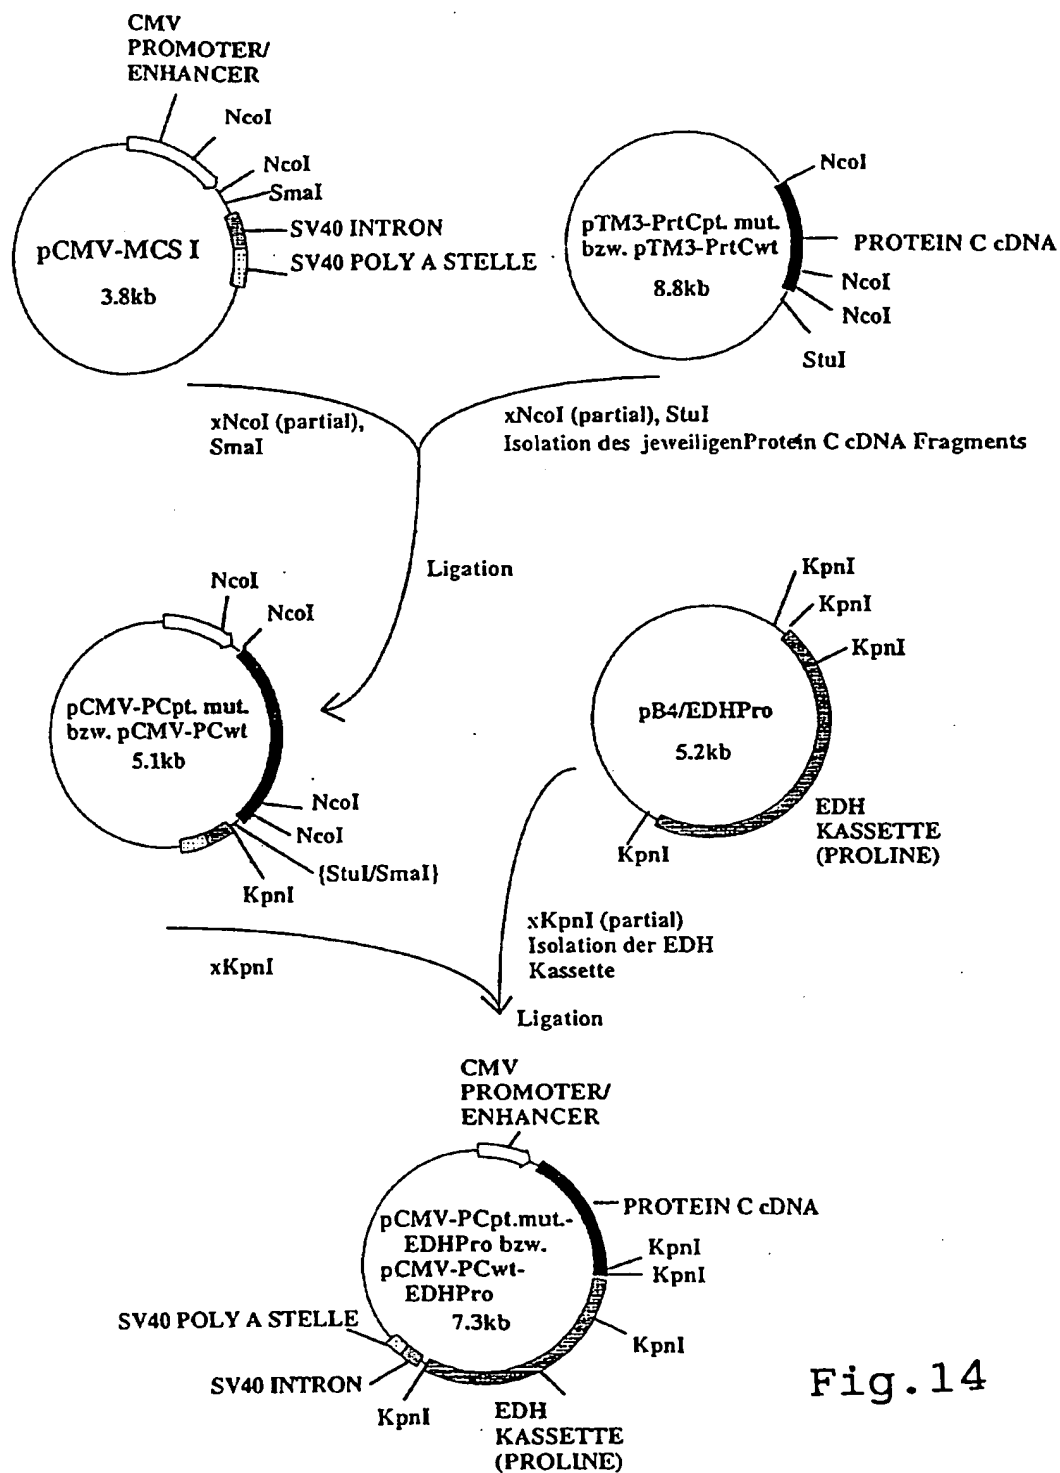 CMV
PROMOTER/
ENHANCER
NcoI
NcoI
SmaI
SV40 INTRON
SV40 POLY A STELLE
pCMV-MCS I
3.8kb
NcoI
pTM3-PrtCpt. mut.
bzw. pTM3-PrtCwt
8.8kb
PROTEIN C cDNA
NcoI
NcoI
StuI
xNcoI (partial),
SmaI
xNcoI (partial), StuI
Isolation des jeweiligenProtein C cDNA Fragments
Ligation
NcoI
NcoI
pCMV-PCpt. mut.
bzw. pCMV-PCwt
5.1kb
NcoI
NcoI
{StuI/SmaI}
KpnI
KpnI
KpnI
KpnI
pB4/EDHPro
5.2kb
EDH
KASSETTE
(PROLINE)
KpnI
xKpnI
xKpnI (partial)
Isolation der EDH
Kassette
Ligation
CMV
PROMOTER/
ENHANCER
pCMV-PCpt.mut.-
EDHPro bzw.
pCMV-PCwt-
EDHPro
7.3kb
PROTEIN C cDNA
KpnI
KpnI
KpnI
SV40 POLY A STELLE
SV40 INTRON
KpnI
EDH
KASSETTE
(PROLINE)
Fig.14